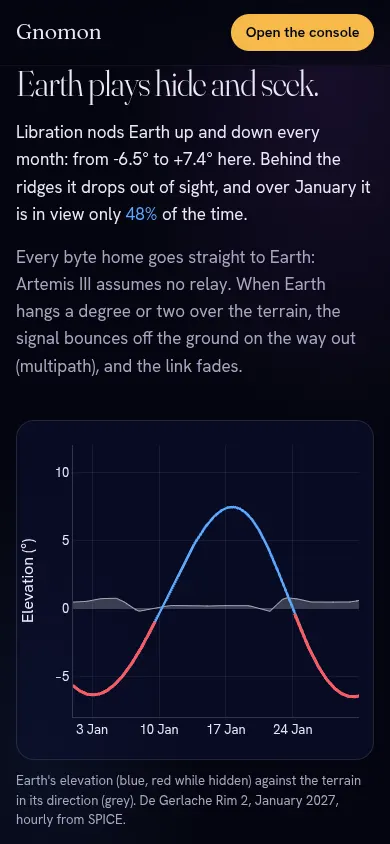 Gnomon
Open the console
Earth plays hide and seek.
Libration nods Earth up and down every
month: from -6.5° to +7.4° here. Behind the
ridges it drops out of sight, and over January it
is in view only 48% of the time.
Every byte home goes straight to Earth:
Artemis III assumes no relay. When Earth
hangs a degree or two over the terrain, the
signal bounces off the ground on the way out
(multipath), and the link fades.
Elevation (°)
10
5
0
−5
3 Jan
10 Jan
17 Jan
24 Jan
Earth's elevation (blue, red while hidden) against the terrain
in its direction (grey). De Gerlache Rim 2, January 2027,
hourly from SPICE.